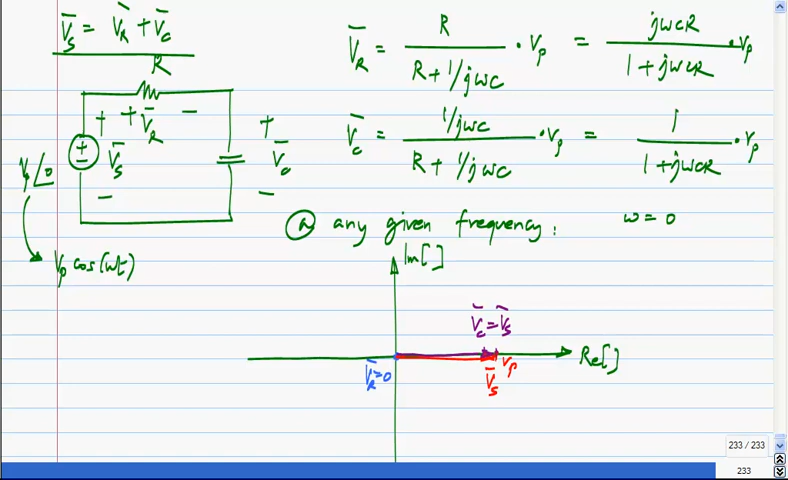 V̄s = V̄R + V̄c
R
+ V̄R −
+
V̄s
−
+
V̄c
−
Vp∠0
Vp cos(ωt)
V̄R = R / (R + 1/jωC) · Vp = jωCR / (1 + jωCR) · Vp
V̄c = (1/jωC) / (R + 1/jωC) · Vp = 1 / (1 + jωCR) · Vp
@ any given frequency: ω = 0
Im[ ]
V̄c = V̄s
Re[ ]
V̄R = 0
V̄s
Vp
233 / 233
233